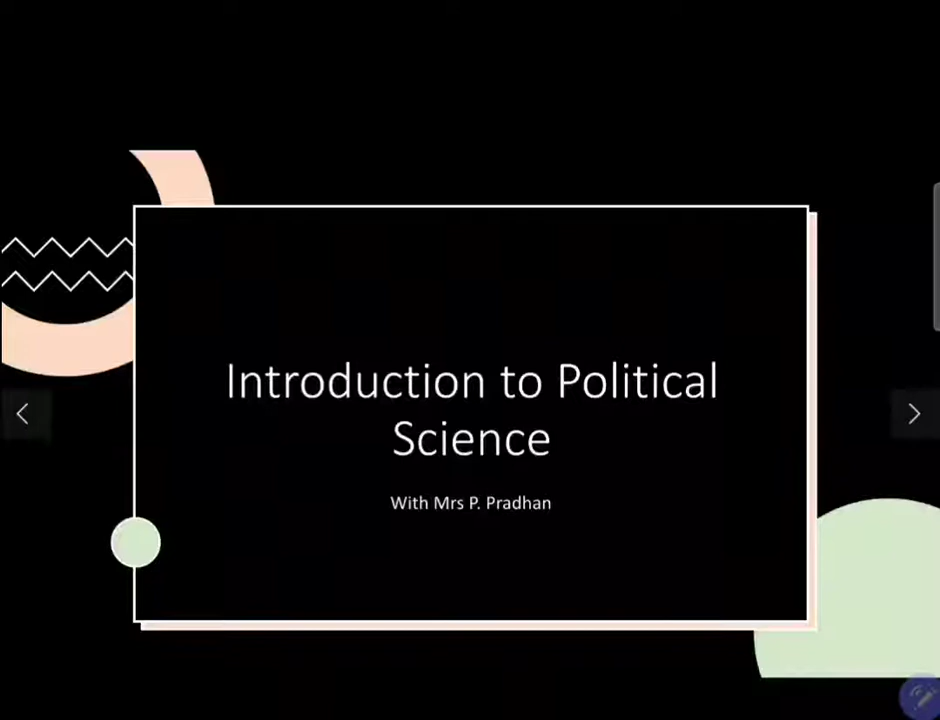 Introduction to Political
Science
With Mrs P. Pradhan